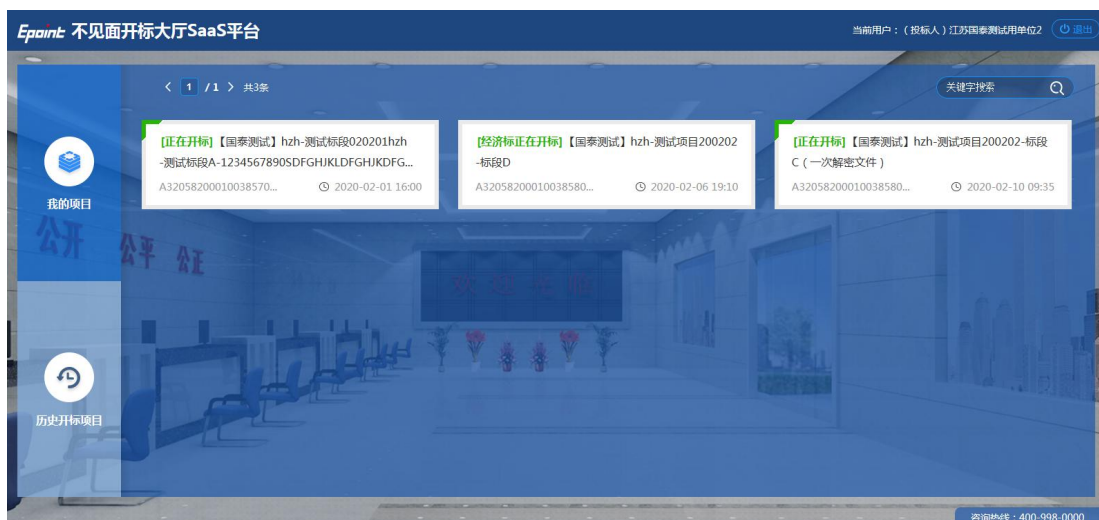 Epoint 不见面开标大厅SaaS平台
当前用户：（投标人）江苏国泰测试用单位2
退出
1 / 1 共3条
关键字搜索
[正在开标]【国泰测试】hzh-测试标段020201hzh
-测试标段A-1234567890SDFGHJKLDFGHJKDFG...
A32058200010038570...
2020-02-01 16:00
[经济标正在开标]【国泰测试】hzh-测试项目200202
-标段D
A32058200010038580...
2020-02-06 19:10
[正在开标]【国泰测试】hzh-测试项目200202-标段
C（一次解密文件）
A32058200010038580...
2020-02-10 09:35
我的项目
公开 公平 公正
历史开标项目
咨询热线：400-998-0000